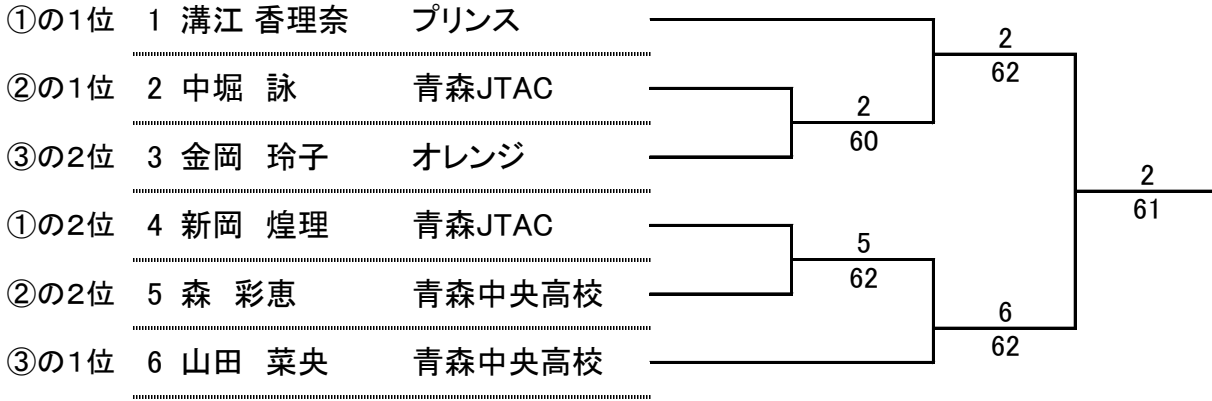 ①の1位 1 溝江 香理奈 プリンス
2
62
②の1位 2 中堀 詠 青森JTAC
2
60
③の2位 3 金岡 玲子 オレンジ
2
61
①の2位 4 新岡 煌理 青森JTAC
5
62
②の2位 5 森 彩恵 青森中央高校
6
62
③の1位 6 山田 菜央 青森中央高校